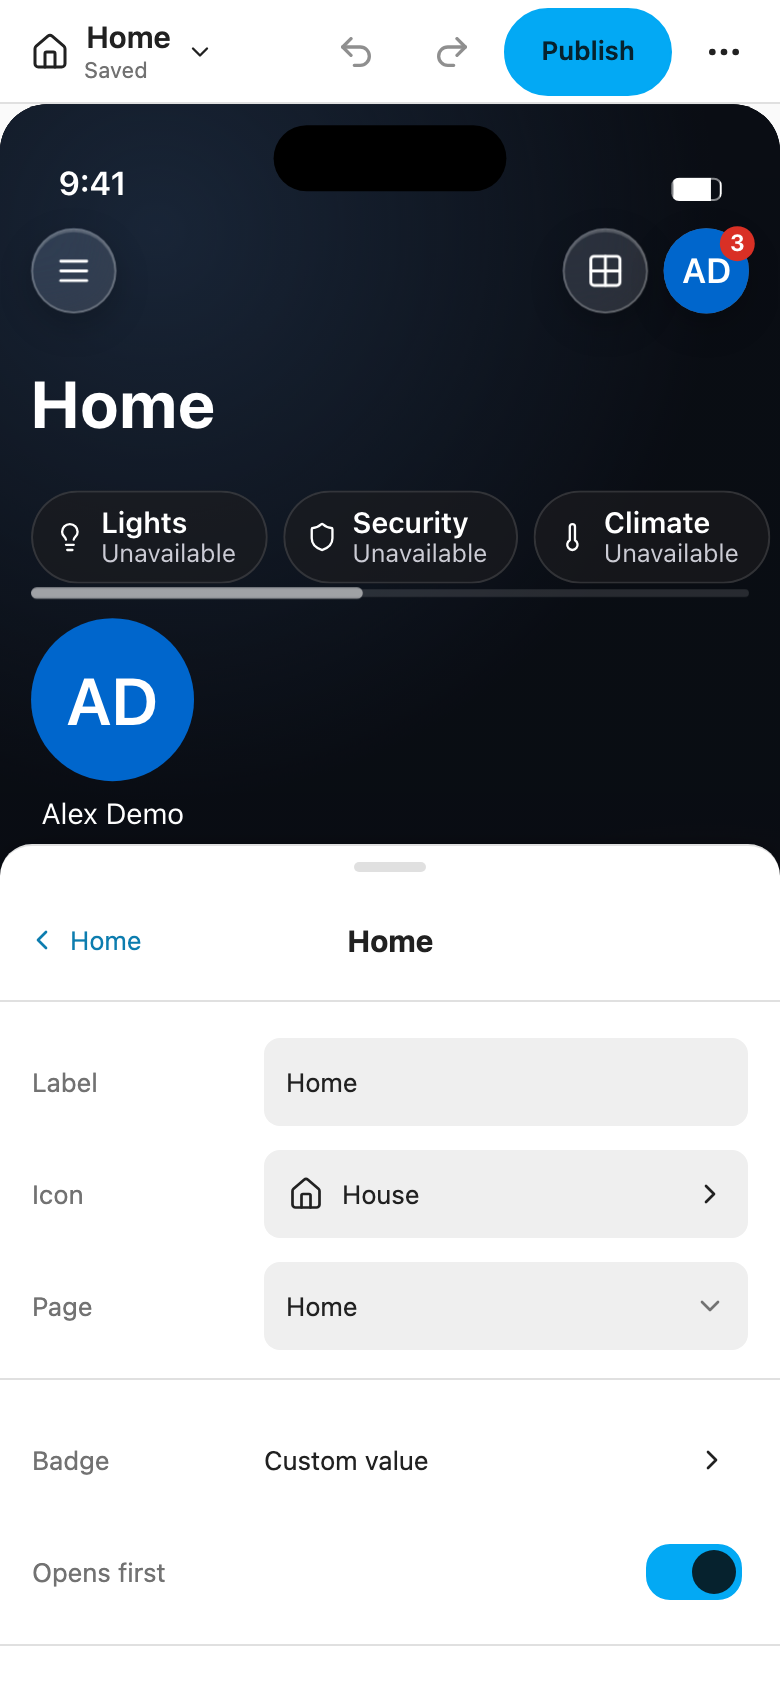 Home
Saved
Publish
9:41
3
AD
Home
Lights
Unavailable
Security
Unavailable
Climate
Unavailable
AD
Alex Demo
Home
Home
Label
Home
Icon
House
Page
Home
Badge
Custom value
Opens first